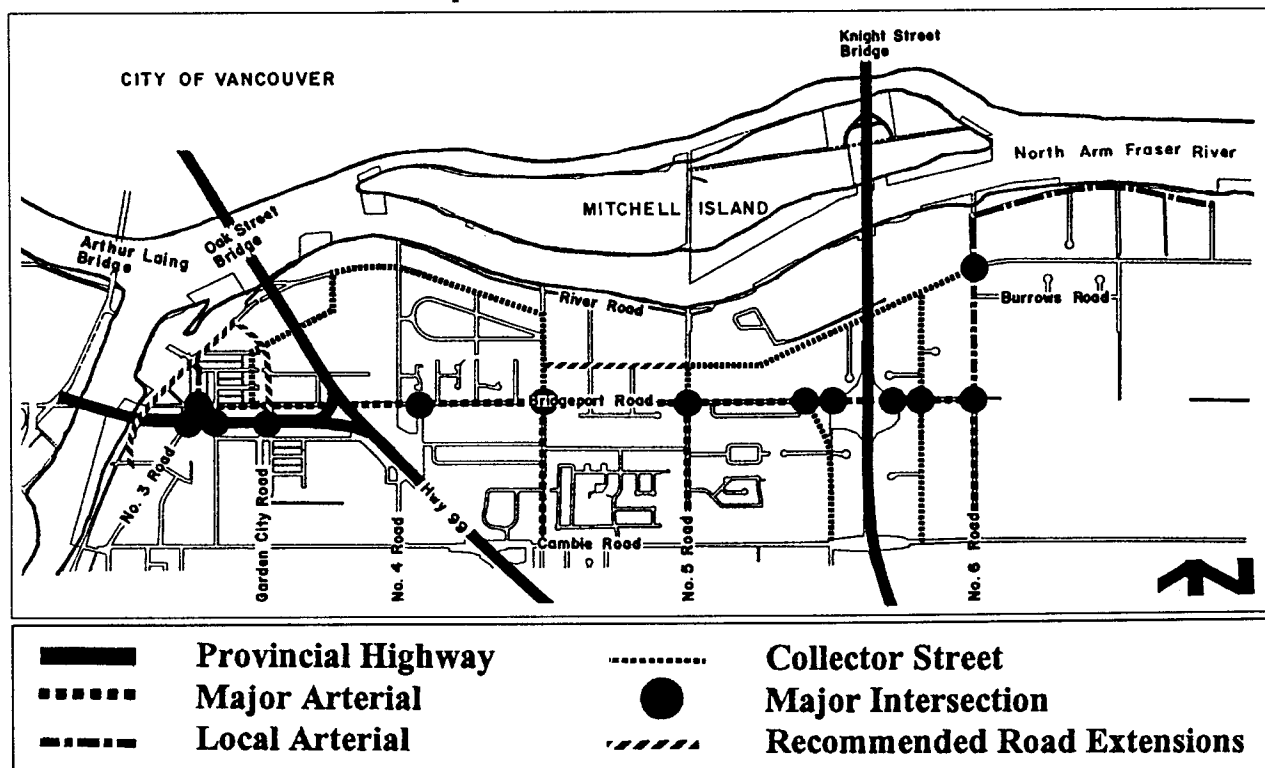 Knight Street
Bridge
CITY OF VANCOUVER
North Arm Fraser River
MITCHELL ISLAND
Arthur Laing
Bridge
Oak Street
Bridge
River Road
Burrows Road
Bridgeport Road
No. 3 Road
Garden City Road
No. 4 Road
Hwy 99
Cambie Road
No. 5 Road
No. 6 Road
N
Provincial Highway
Collector Street
Major Arterial
Major Intersection
Local Arterial
Recommended Road Extensions